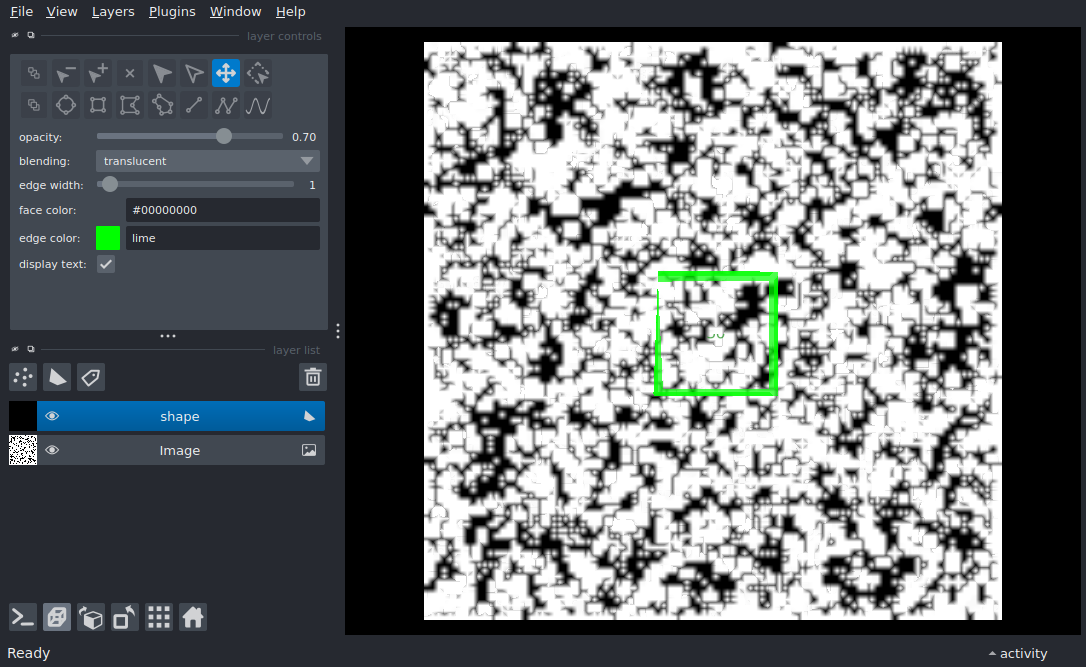 File View Layers Plugins Window Help
layer controls
opacity: 0.70
blending: translucent
edge width: 1
face color: #00000000
edge color: lime
display text:
layer list
shape
Image
Ready
activity